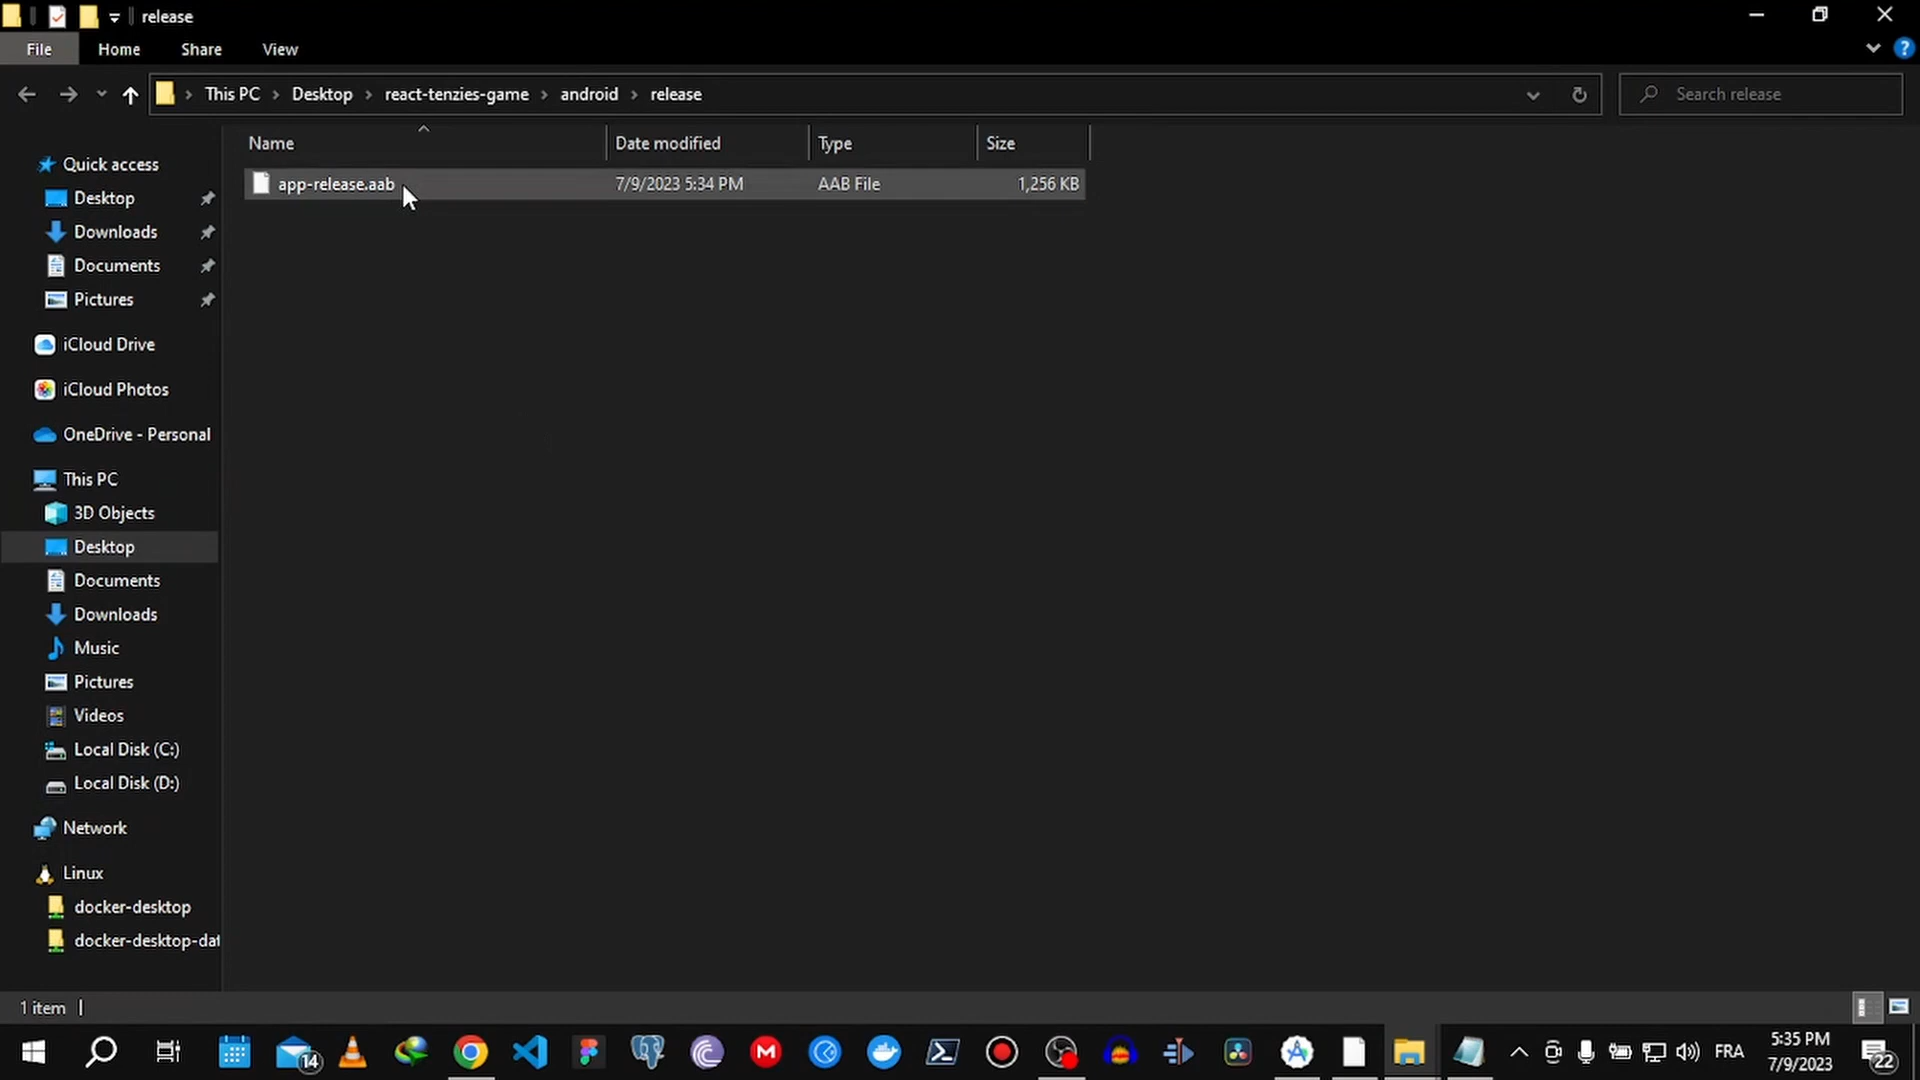 release
File Home Share View
This PC Desktop react-tenzies-game android release
Search release
Name Date modified Type Size
app-release.aab 7/9/2023 5:34 PM AAB File 1,256 KB
Quick access
Desktop
Downloads
Documents
Pictures
iCloud Drive
iCloud Photos
OneDrive - Personal
This PC
3D Objects
Desktop
Documents
Downloads
Music
Pictures
Videos
Local Disk (C:)
Local Disk (D:)
Network
Linux
docker-desktop
docker-desktop-dat
1 item
14
FRA
5:35 PM
7/9/2023
22